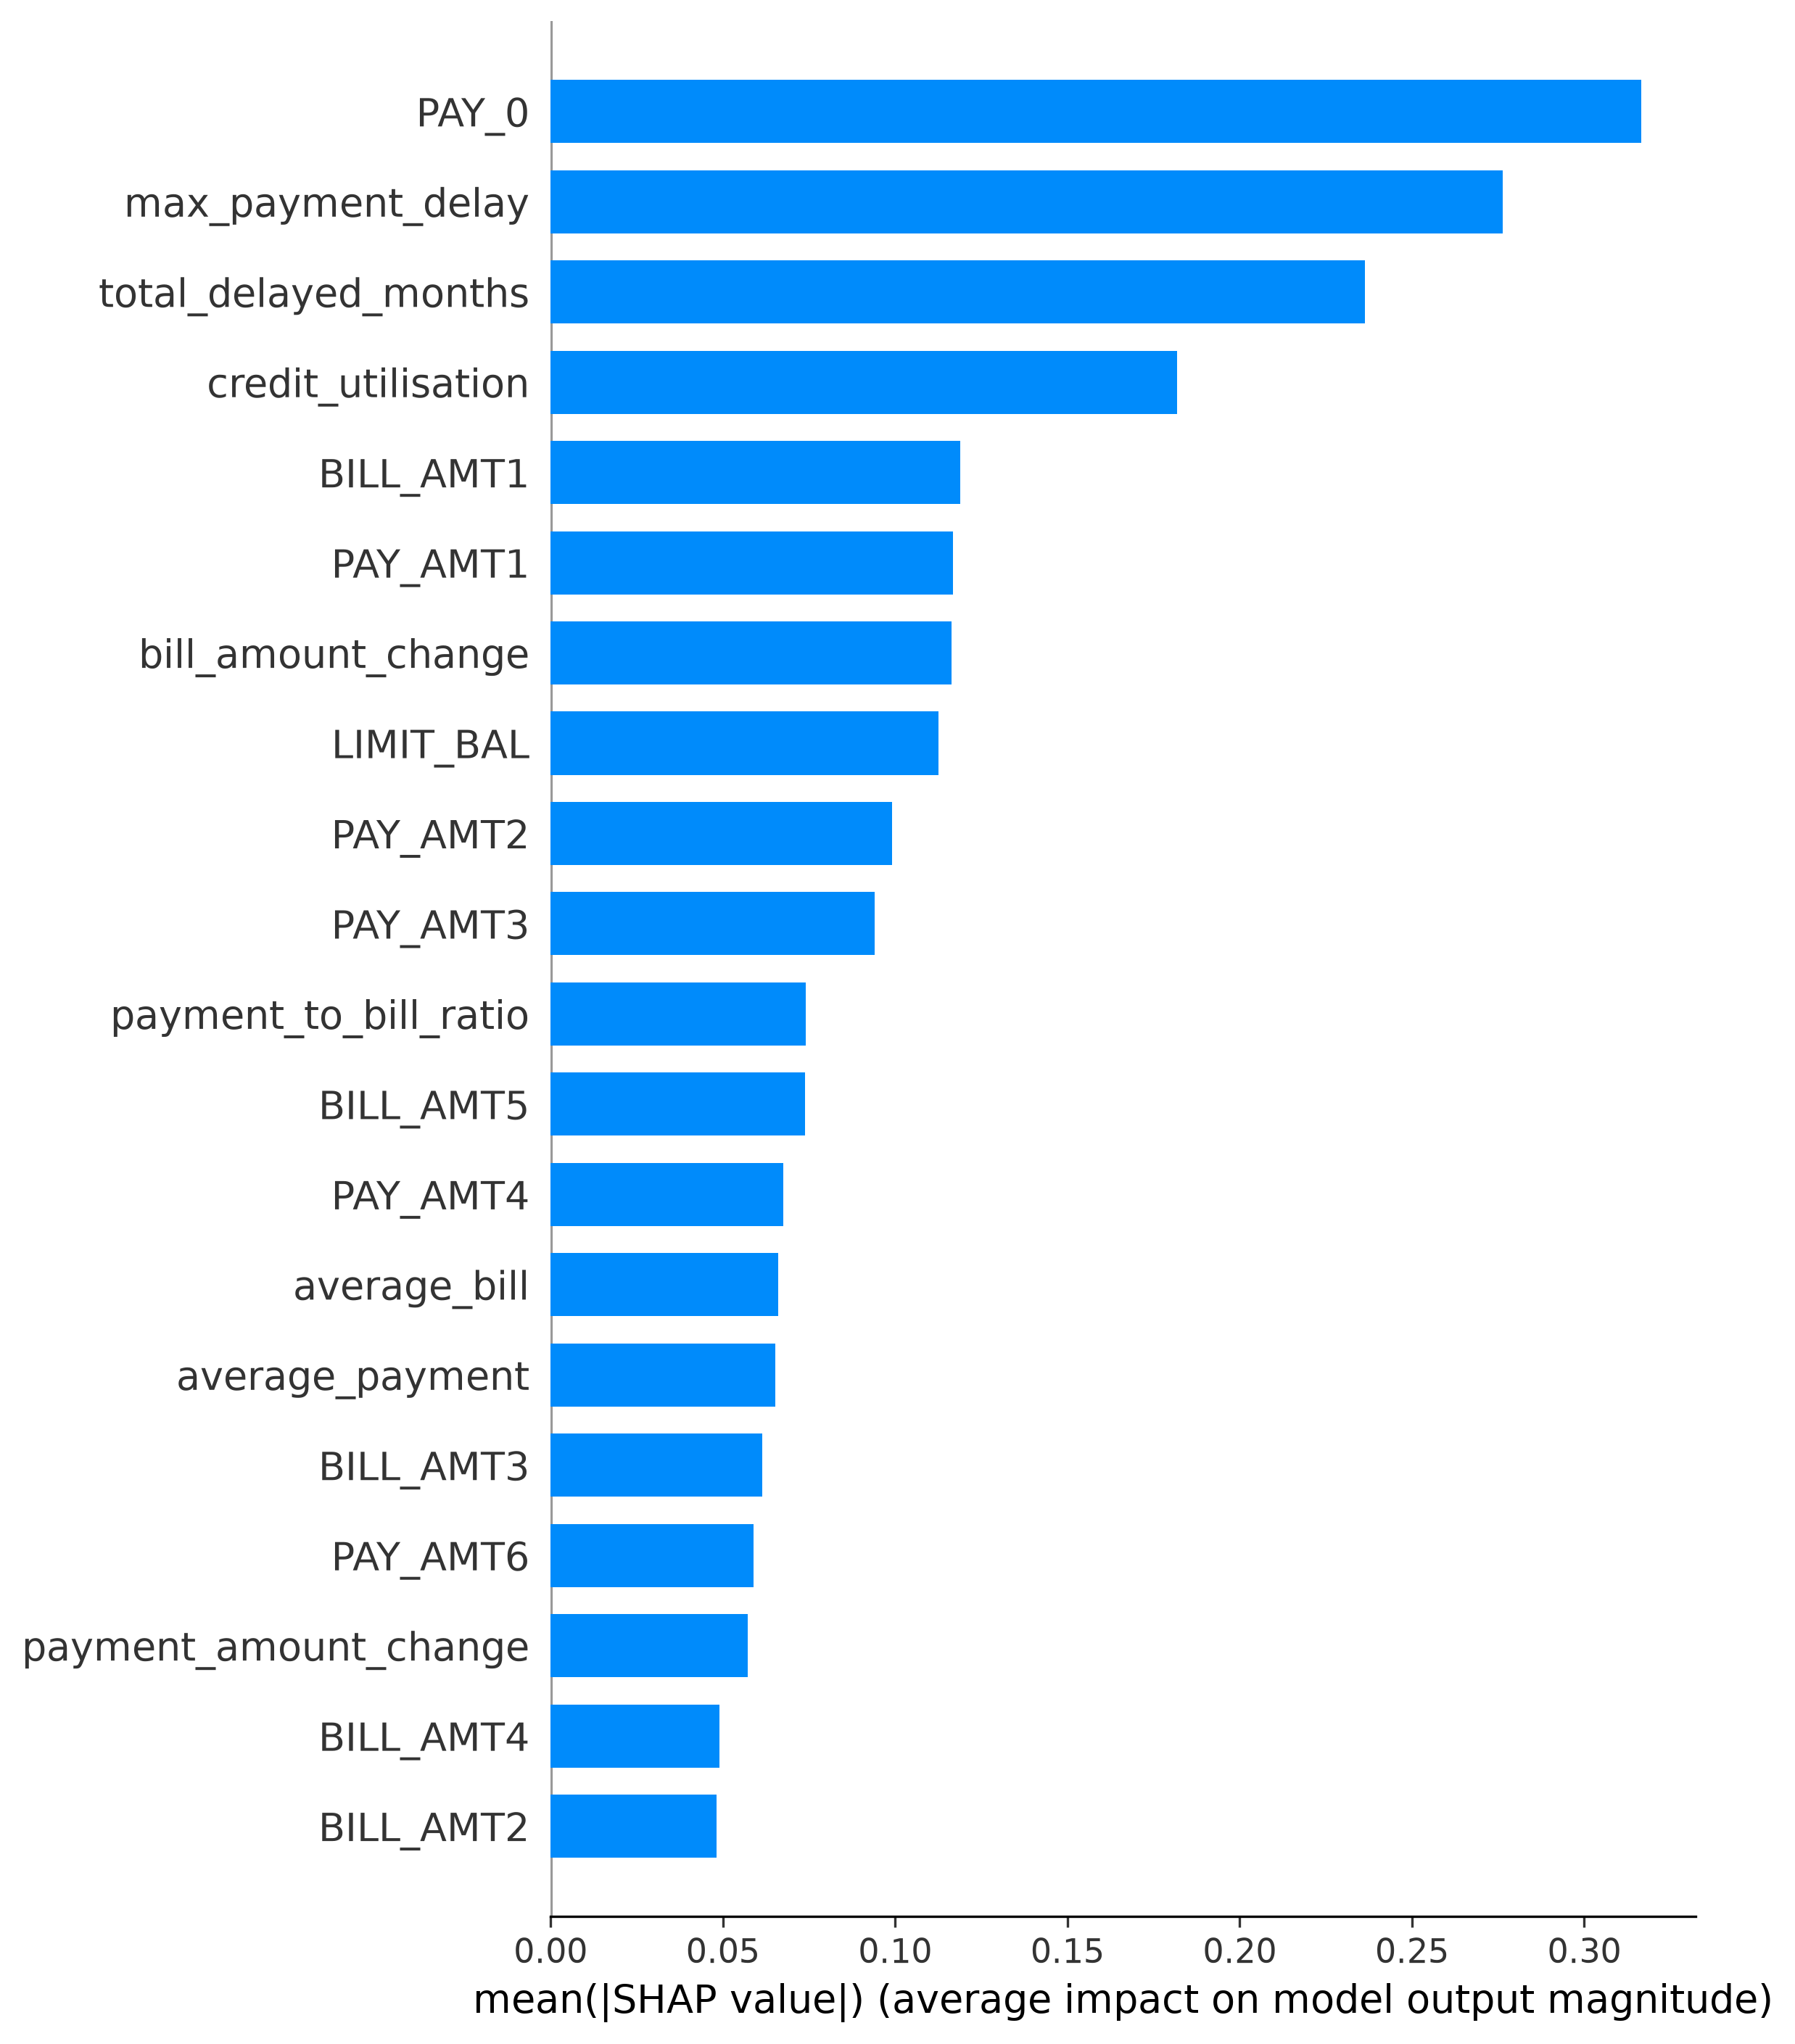 PAY_0
max_payment_delay
total_delayed_months
credit_utilisation
BILL_AMT1
PAY_AMT1
bill_amount_change
LIMIT_BAL
PAY_AMT2
PAY_AMT3
payment_to_bill_ratio
BILL_AMT5
PAY_AMT4
average_bill
average_payment
BILL_AMT3
PAY_AMT6
payment_amount_change
BILL_AMT4
BILL_AMT2
0.00 0.05 0.10 0.15 0.20 0.25 0.30
mean(|SHAP value|) (average impact on model output magnitude)